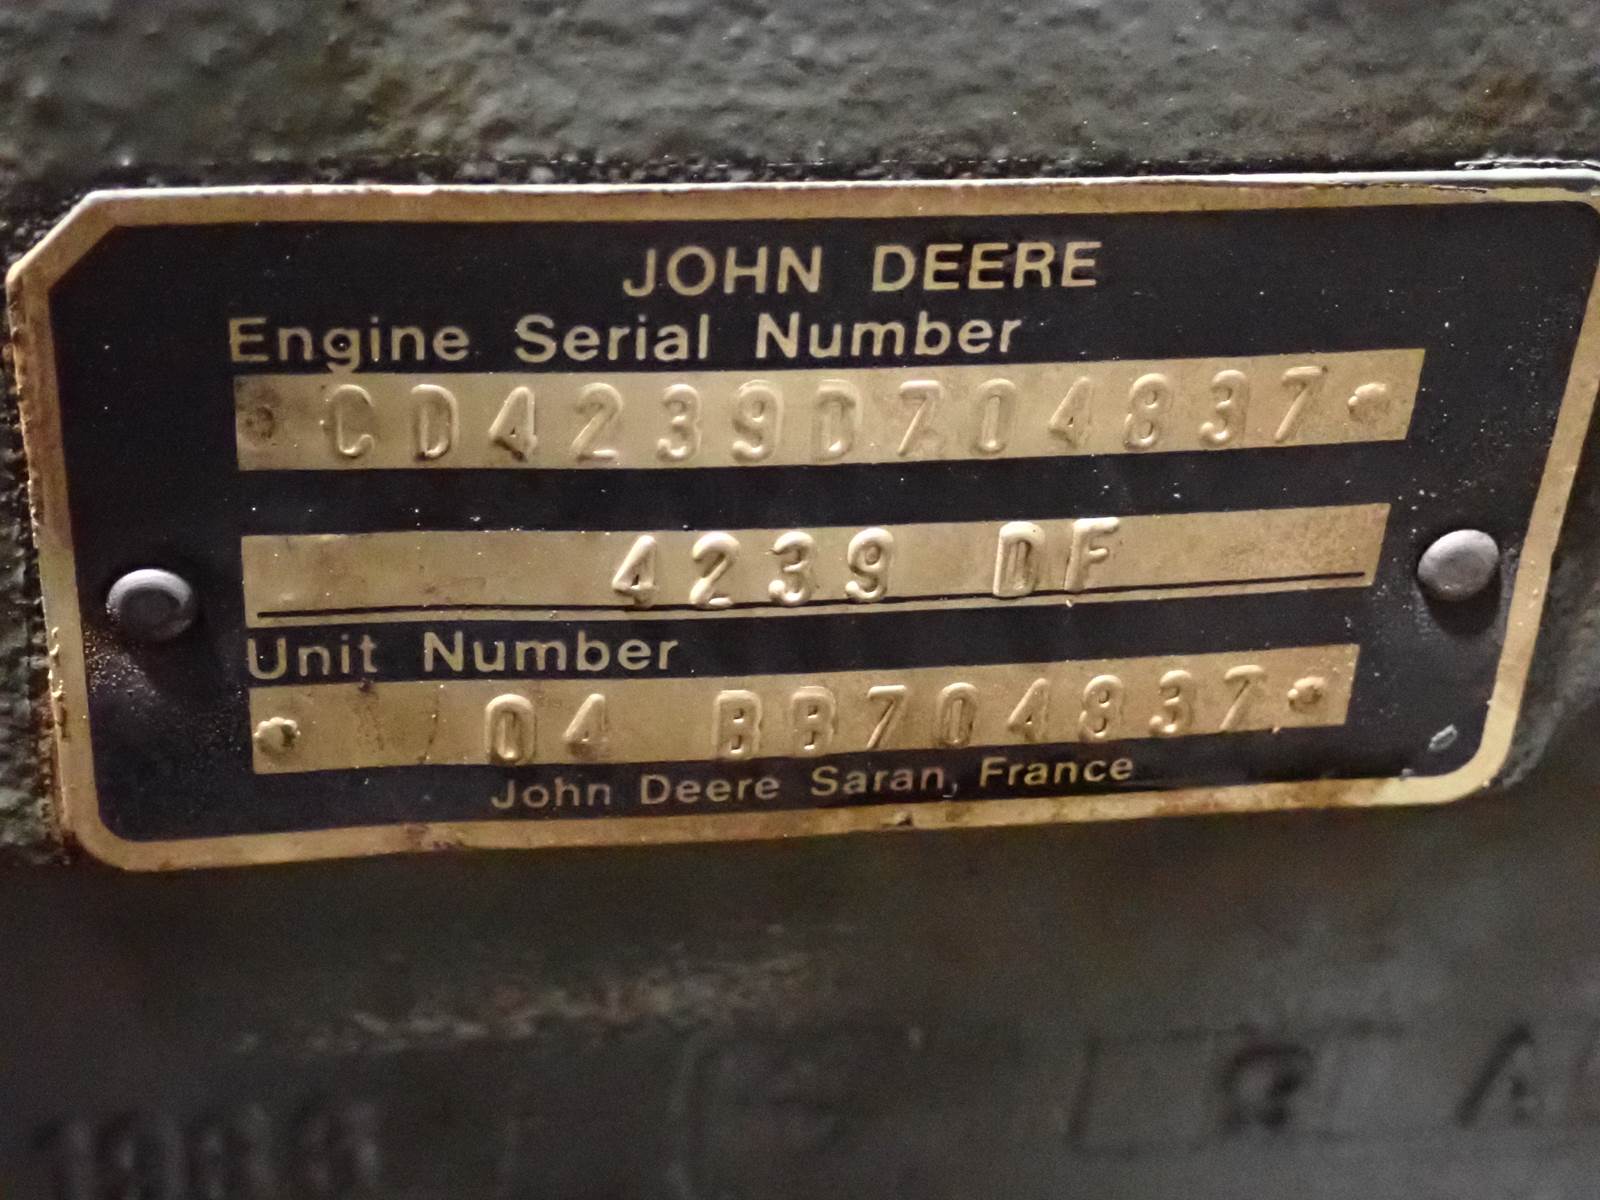 JOHN DEERE
Engine Serial Number
* CD4239D704837 *
4239 DF
Unit Number
* 04 BB704837 *
John Deere Saran, France